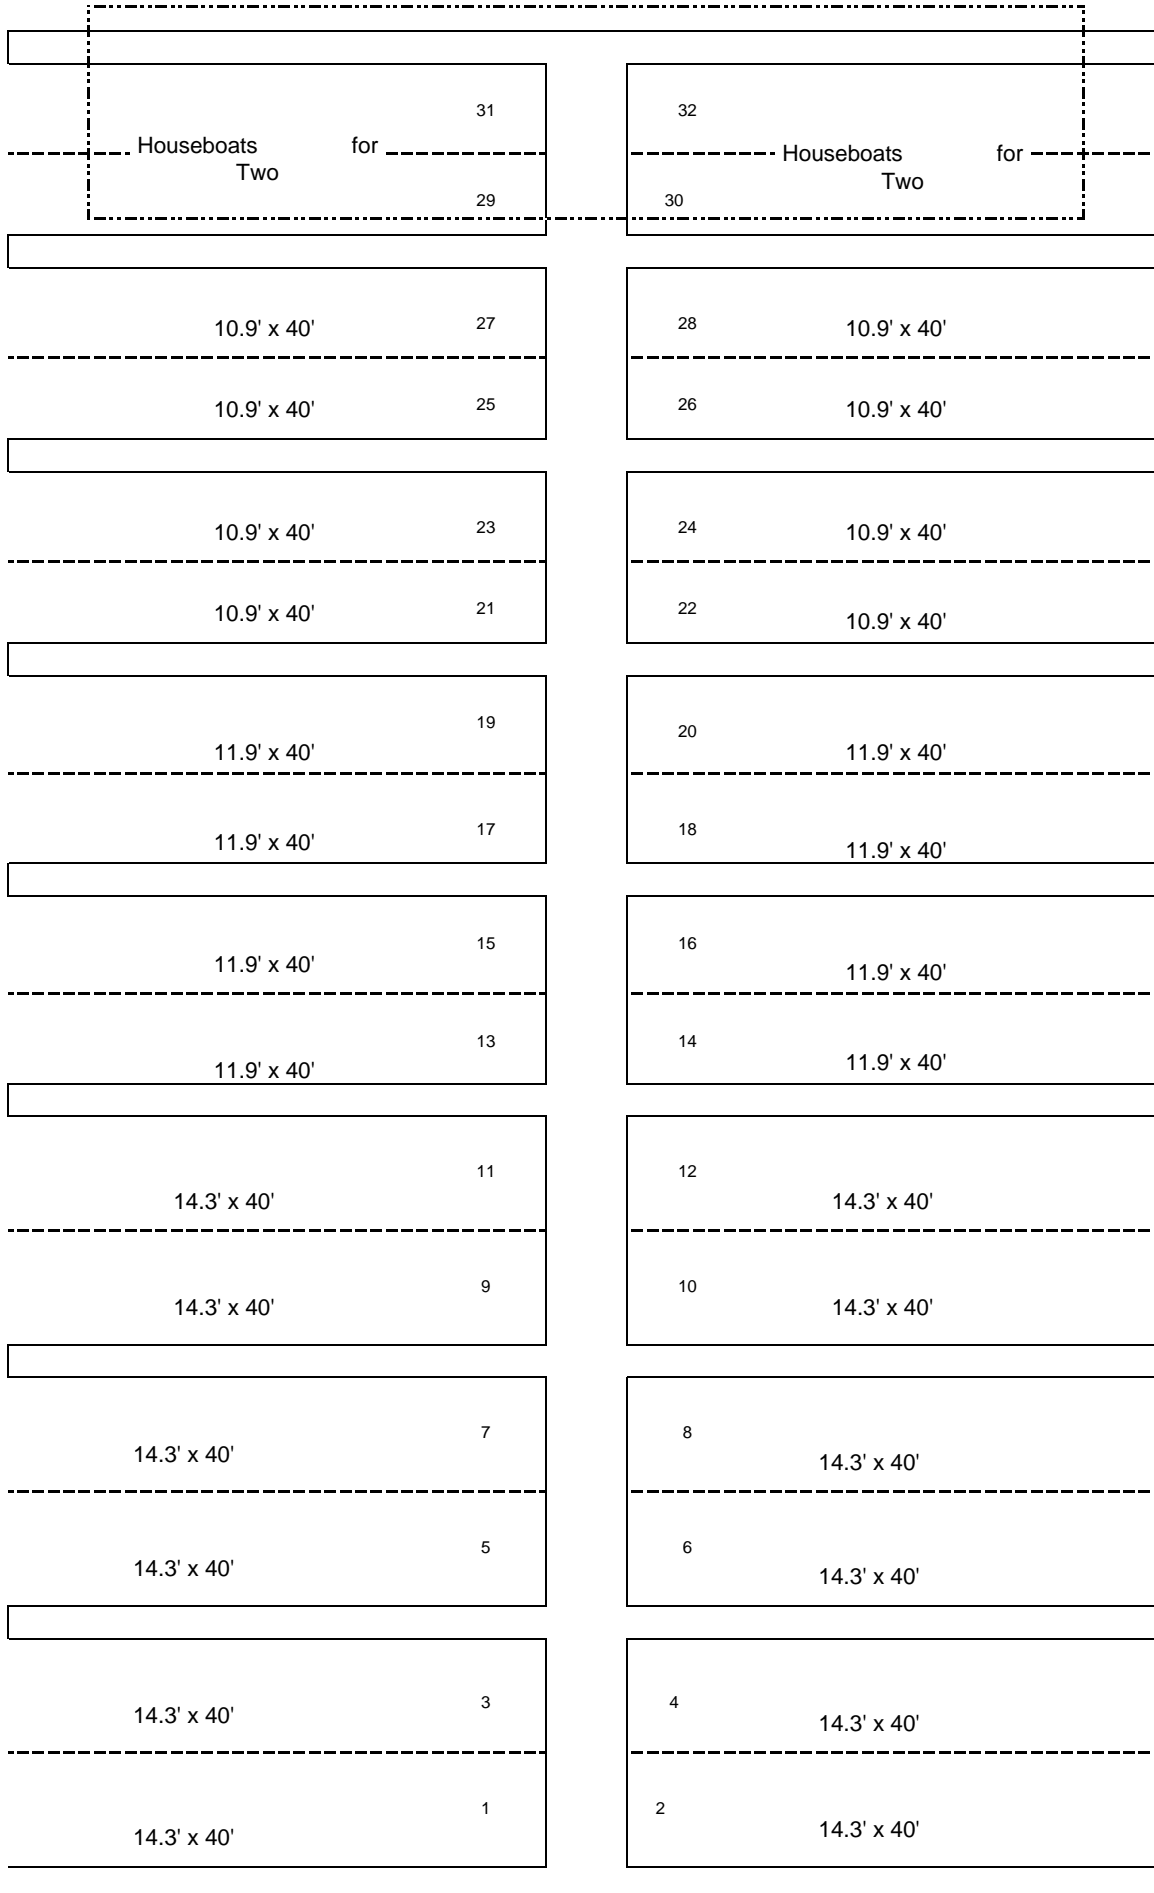 31
32
Houseboats for
Two
Houseboats for
Two
29
30
10.9' x 40'
27
28
10.9' x 40'
10.9' x 40'
25
26
10.9' x 40'
10.9' x 40'
23
24
10.9' x 40'
10.9' x 40'
21
22
10.9' x 40'
19
11.9' x 40'
20
11.9' x 40'
11.9' x 40'
17
18
11.9' x 40'
11.9' x 40'
15
16
11.9' x 40'
11.9' x 40'
13
14
11.9' x 40'
11
14.3' x 40'
12
14.3' x 40'
9
14.3' x 40'
10
14.3' x 40'
7
14.3' x 40'
8
14.3' x 40'
5
14.3' x 40'
6
14.3' x 40'
3
14.3' x 40'
4
14.3' x 40'
1
14.3' x 40'
2
14.3' x 40'